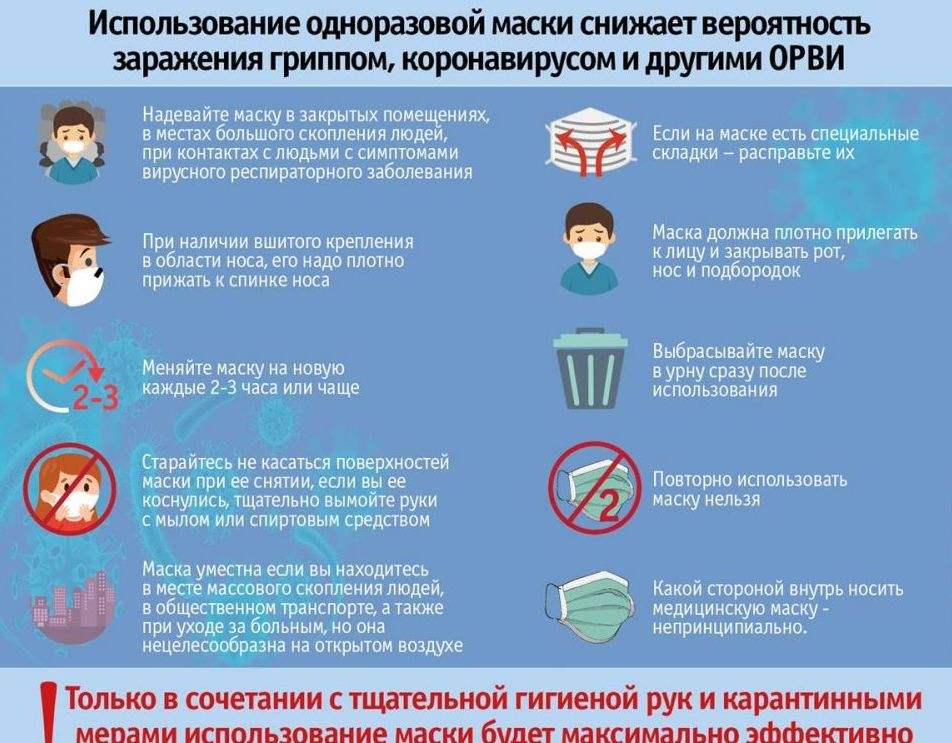 Использование одноразовой маски снижает вероятность
заражения гриппом, коронавирусом и другими ОРВИ
Надевайте маску в закрытых помещениях,
в местах большого скопления людей,
при контактах с людьми с симптомами
вирусного респираторного заболевания
Если на маске есть специальные
складки – расправьте их
При наличии вшитого крепления
в области носа, его надо плотно
прижать к спинке носа
Маска должна плотно прилегать
к лицу и закрывать рот,
нос и подбородок
2-3
Меняйте маску на новую
каждые 2-3 часа или чаще
Выбрасывайте маску
в урну сразу после
использования
Старайтесь не касаться поверхностей
маски при ее снятии, если вы ее
коснулись, тщательно вымойте руки
с мылом или спиртовым средством
2
Повторно использовать
маску нельзя
Маска уместна если вы находитесь
в месте массового скопления людей,
в общественном транспорте, а также
при уходе за больным, но она
нецелесообразна на открытом воздухе
Какой стороной внутрь носить
медицинскую маску -
непринципиально.
! Только в сочетании с тщательной гигиеной рук и карантинными
мерами использование маски будет максимально эффективно